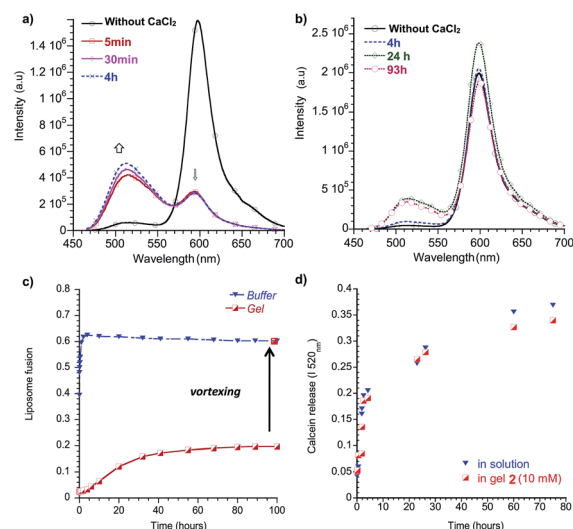 a)
Without CaCl₂
5min
30min
4h
Intensity (a.u)
1.4 10⁶
1.2 10⁶
1 10⁶
8 10⁵
6 10⁵
4 10⁵
2 10⁵
0
450 500 550 600 650 700
Wavelength(nm)
b)
Without CaCl₂
4h
24 h
93h
Intensity (a.u)
2.5 10⁶
2 10⁶
1.5 10⁶
1 10⁶
5 10⁵
0
450 500 550 600 650 700
Wavelength (nm)
c)
Buffer
Gel
Liposome fusion
0.8
0.7
0.6
0.5
0.4
0.3
0.2
0.1
0
vortexing
0 20 40 60 80 100
Time (hours)
d)
Calcein release (I 520nm)
0.4
0.35
0.3
0.25
0.2
0.15
0.1
0.05
0
in solution
in gel 2 (10 mM)
0 10 20 30 40 50 60 70 80
Time (hours)